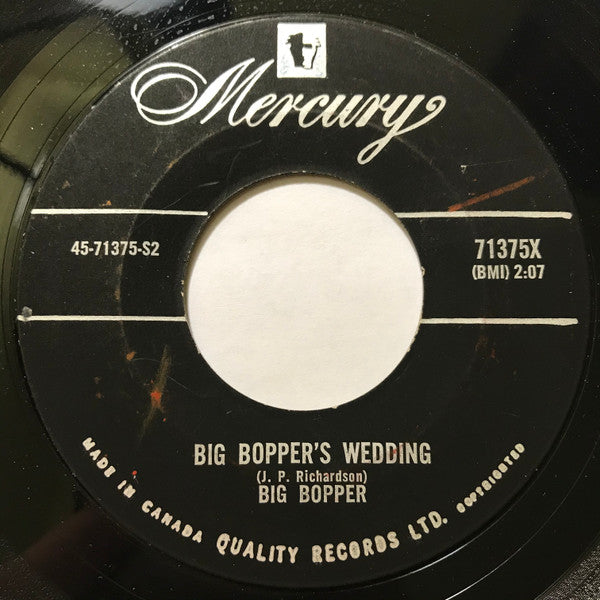 Mercury
45-71375-S2
71375X
(BMI) 2:07
BIG BOPPER'S WEDDING
(J. P. Richardson)
BIG BOPPER
MADE IN CANADA QUALITY RECORDS LTD. COPYRIGHTED